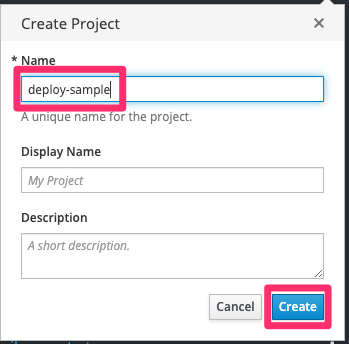 Create Project ×
* Name
deploy-sample
A unique name for the project.
Display Name
My Project
Description
A short description.
Cancel Create